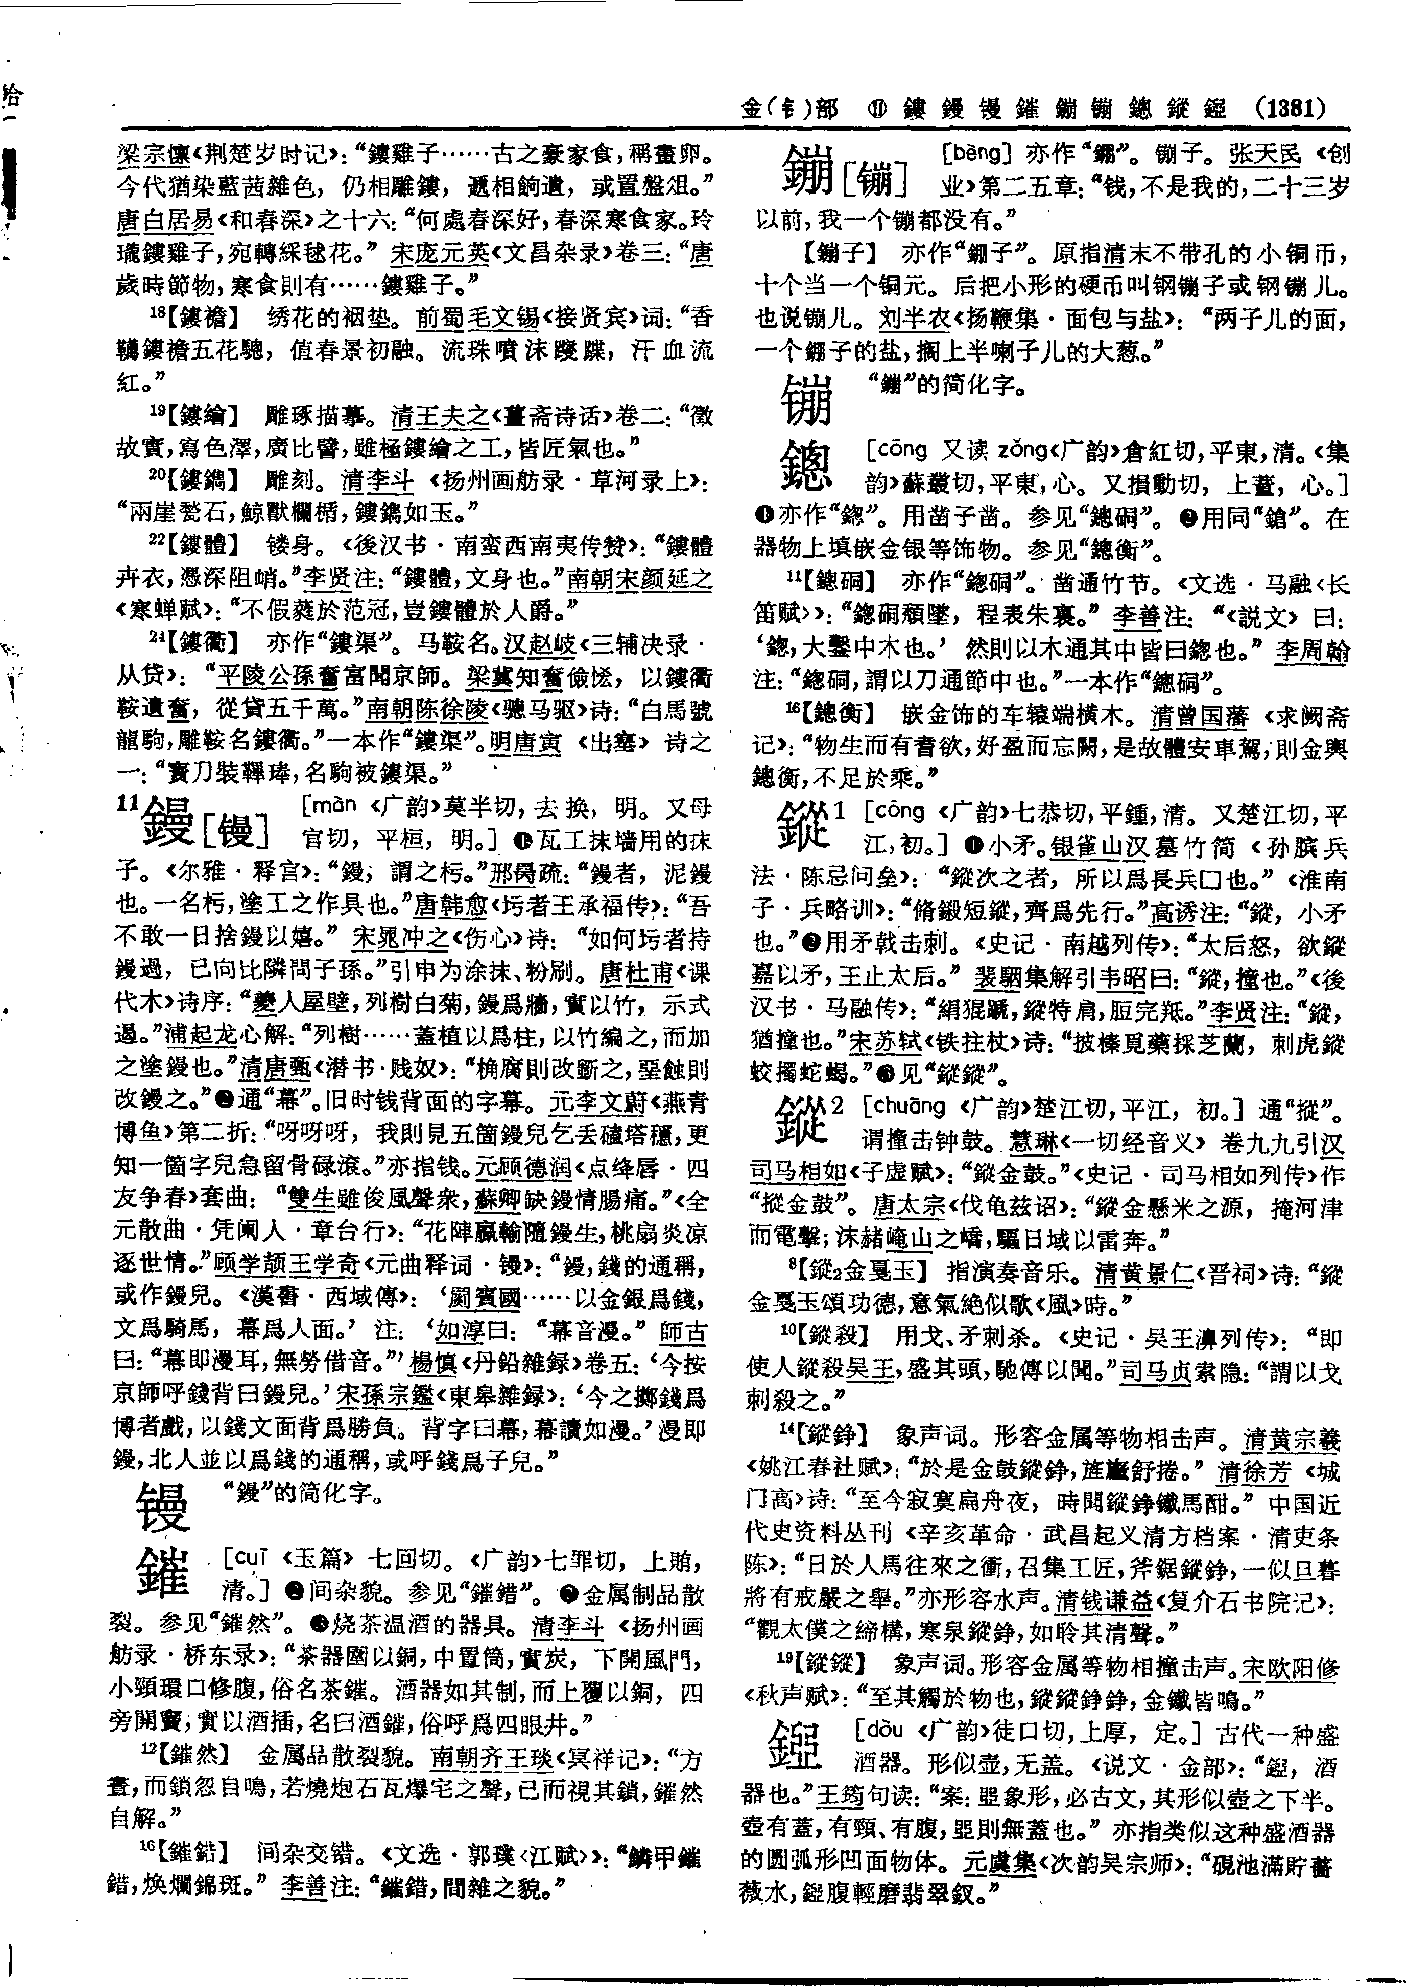 金(钅)部 ⑪ 鏤 鏝 镘 鏙 鏰 镚 鏓 鏦 鋀 (1381)
梁宗懔《荆楚岁时记》：“鏤雞子……古之豪家食，稱畫卵。
今代猶染藍茜雜色，仍相雕鏤，遞相餉遺，或置盤俎。”
唐白居易《和春深》之十六：“何處春深好，春深寒食家。玲
瓏鏤雞子，宛轉綵毬花。”宋庞元英《文昌杂录》卷三：“唐
歲時節物，寒食則有……鏤雞子。”
18【鏤襜】 绣花的裀垫。前蜀毛文锡《接贤宾》词：“香
韉鏤襜五花驄，值春景初融。流珠噴沫躞蹀，汗血流
紅。”
19【鏤繪】 雕琢描摹。清王夫之《薑斋诗话》卷二：“徵
故實，寫色澤，廣比譬，雖極鏤繪之工，皆匠氣也。”
20【鏤鐫】 雕刻。清李斗《扬州画舫录·草河录上》：
“兩崖甃石，鯨獸欄楯，鏤鐫如玉。”
22【鏤體】 镂身。《後汉书·南蛮西南夷传赞》：“鏤體
卉衣，憑深阻峭。”李贤注：“鏤體，文身也。”南朝宋颜延之
《寒蝉赋》：“不假蕤於范冠，豈鏤體於人爵。”
24【鏤衢】 亦作“鏤渠”。马鞍名。汉赵岐《三辅决录·
从贷》：“平陵公孫奮富聞京師。梁冀知奮儉恡，以鏤衢
鞍遺奮，從貸五千萬。”南朝陈徐陵《骢马驱》诗：“白馬號
龍駒，雕鞍名鏤衢。”一本作“鏤渠”。明唐寅《出塞》诗之
一：“寶刀裝鞞琫，名駒被鏤渠。”
11鏝[镘] [màn《广韵》莫半切，去换，明。又母
官切，平桓，明。]❶瓦工抹墙用的抹
子。《尔雅·释宫》：“鏝，謂之杇。”邢昺疏：“鏝者，泥鏝
也。一名杇，塗工之作具也。”唐韩愈《圬者王承福传》：“吾
不敢一日捨鏝以嬉。”宋晁冲之《伤心》诗：“如何圬者持
鏝過，已向比隣問子孫。”引申为涂抹、粉刷。唐杜甫《课
代木》诗序：“夔人屋壁，列樹白菊，鏝爲牆，實以竹，示式
遏。”浦起龙心解：“列樹……蓋植以爲柱，以竹編之，而加
之塗鏝也。”清唐甄《潜书·贱奴》：“桷腐則改斲之，堊蝕則
改鏝之。”❷通“幕”。旧时钱背面的字幕。元李文蔚《燕青
博鱼》第二折：“呀呀呀，我則見五箇鏝兒乞丟磕塔穩，更
知一箇字兒急留骨碌滾。”亦指钱。元顾德润《点绛唇·四
友争春》套曲：“雙生雖俊風聲衆，蘇卿缺鏝情腸痛。”《全
元散曲·凭阑人·章台行》：“花陣贏輸隨鏝生，桃扇炎凉
逐世情。”顾学颉王学奇《元曲释词·镘》：“鏝，錢的通稱，
或作鏝兒。《漢書·西域傳》：‘罽賓國……以金銀爲錢，
文爲騎馬，幕爲人面。’注：‘如淳曰：“幕音漫。”師古
曰：“幕即漫耳，無勞借音。”’楊慎《丹鉛雜録》卷五：‘今按
京師呼錢背曰鏝兒。’宋孫宗鑑《東皋雜録》：‘今之擲錢爲
博者戲，以錢文面背爲勝負。背字曰幕，幕讀如漫。’漫即
鏝，北人並以爲錢的通稱，或呼錢爲子兒。”
镘 “鏝”的简化字。
鏙 [cuī《玉篇》七回切。《广韵》七罪切，上賄，
清。]❶间杂貌。参见“鏙錯”。❷金属制品散
裂。参见“鏙然”。❸烧茶温酒的器具。清李斗《扬州画
舫录·桥东录》：“茶器圍以銅，中置筒，實炭，下開風門，
小頸環口修腹，俗名茶鏙。酒器如其制，而上覆以銅，四
旁開竇，實以酒插，名曰酒鏙，俗呼爲四眼井。”
12【鏙然】 金属品散裂貌。南朝齐王琰《冥祥记》：“方
晝，而鎖忽自鳴，若燒炮石瓦爆宅之聲，已而視其鎖，鏙然
自解。”
16【鏙錯】 间杂交错。《文选·郭璞〈江赋〉》：“鱗甲鏙
錯，焕爛錦斑。”李善注：“鏙錯，間雜之貌。”
鏰[镚] [bèng] 亦作“鏰”。镚子。张天民《创
业》第二五章：“钱，不是我的，二十三岁
以前，我一个镚都没有。”
【鏰子】 亦作“鏰子”。原指清末不带孔的小铜币，
十个当一个铜元。后把小形的硬币叫钢镚子或钢镚儿。
也说镚儿。刘半农《扬鞭集·面包与盐》：“两子儿的面，
一个鏰子的盐，搁上半喇子儿的大葱。”
镚 “鏰”的简化字。
鏓 [cōng 又读 zǒng《广韵》倉紅切，平東，清。《集
韵》蘇叢切，平東，心。又損動切，上董，心。]
❶亦作“鍯”。用凿子凿。参见“鏓硐”。❷用同“鎗”。在
器物上填嵌金银等饰物。参见“鏓衡”。
11【鏓硐】 亦作“鍯硐”。凿通竹节。《文选·马融〈长
笛赋〉》：“鍯硐隤墜，程表朱裏。”李善注：“《説文》曰：
‘鍯，大鑿中木也。’然則以木通其中皆曰鍯也。”李周翰
注：“鍯硐，謂以刀通節中也。”一本作“鏓硐”。
16【鏓衡】 嵌金饰的车辕端横木。清曾国藩《求阙斋
记》：“物生而有耆欲，好盈而忘闕，是故體安車駕，則金輿
鏓衡，不足於乘。”
鏦1 [cōng《广韵》七恭切，平鍾，清。又楚江切，平
江，初。]❶小矛。银雀山汉墓竹简《孙膑兵
法·陈忌问垒》：“鏦次之者，所以爲長兵囗也。”《淮南
子·兵略训》：“脩鎩短鏦，齊爲先行。”高诱注：“鏦，小矛
也。”❷用矛戟击刺。《史记·南越列传》：“太后怒，欲鏦
嘉以矛，王止太后。”裴駰集解引韦昭曰：“鏦，撞也。”《後
汉书·马融传》：“絹猑蹏，鏦特肩，脰完羝。”李贤注：“鏦，
猶撞也。”宋苏轼《铁拄杖》诗：“披榛覓藥採芝蘭，刺虎鏦
蛟擉蛇蝎。”❸见“鏦鏦”。
鏦2 [chuāng《广韵》楚江切，平江，初。]通“摐”。
谓撞击钟鼓。慧琳《一切经音义》卷九九引汉
司马相如《子虚赋》：“鏦金鼓。”《史记·司马相如列传》作
“摐金鼓”。唐太宗《伐龟兹诏》：“鏦金懸米之源，掩河津
而電擊；沫赭崦山之嶠，驅日域以雷奔。”
8【鏦2金戛玉】 指演奏音乐。清黄景仁《晋祠》诗：“鏦
金戛玉頌功德，意氣絶似歌《風》時。”
10【鏦殺】 用戈、矛刺杀。《史记·吴王濞列传》：“即
使人鏦殺吴王，盛其頭，馳傳以聞。”司马贞索隐：“謂以戈
刺殺之。”
14【鏦錚】 象声词。形容金属等物相击声。清黄宗羲
《姚江春社赋》：“於是金鼓鏦錚，旌麾舒捲。”清徐芳《城
门高》诗：“至今寂寞扁舟夜，時聞鏦錚鐵馬酣。”中国近
代史资料丛刊《辛亥革命·武昌起义清方档案·清吏条
陈》：“日於人馬往來之衝，召集工匠，斧鋸鏦錚，一似旦暮
將有戒嚴之舉。”亦形容水声。清钱谦益《复介石书院记》：
“觀太僕之締構，寒泉鏦錚，如聆其清聲。”
19【鏦鏦】 象声词。形容金属等物相撞击声。宋欧阳修
《秋声赋》：“至其觸於物也，鏦鏦錚錚，金鐵皆鳴。”
鋀 [dòu《广韵》徒口切，上厚，定。]古代一种盛
酒器。形似壶，无盖。《说文·金部》：“鋀，酒
器也。”王筠句读：“案：䀈象形，必古文，其形似壺之下半。
壺有蓋，有頸、有腹，䀈則無蓋也。”亦指类似这种盛酒器
的圆弧形凹面物体。元虞集《次韵吴宗师》：“硯池滿貯薔
薇水，鋀腹輕磨翡翠釵。”